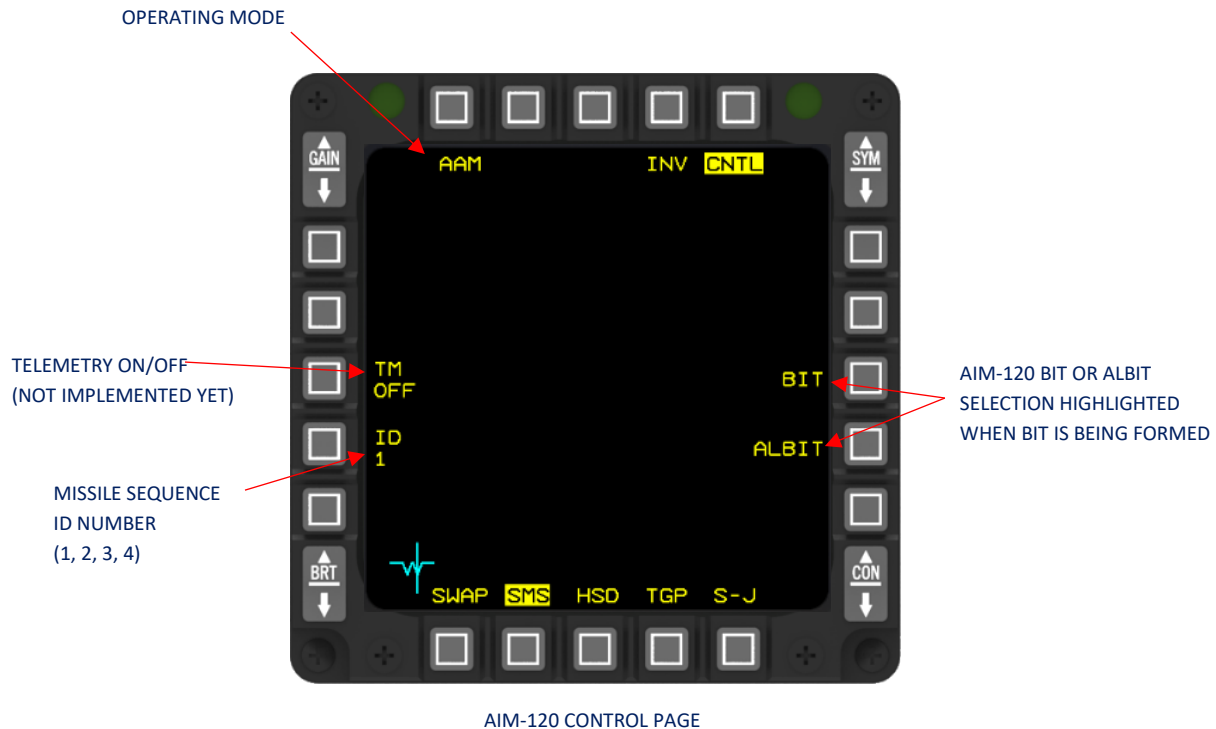 OPERATING MODE
GAIN
SYM
AAM
INV
CNTL
TELEMETRY ON/OFF
(NOT IMPLEMENTED YET)
TM
OFF
BIT
AIM-120 BIT OR ALBIT
SELECTION HIGHLIGHTED
WHEN BIT IS BEING FORMED
ID
1
ALBIT
MISSILE SEQUENCE
ID NUMBER
(1, 2, 3, 4)
BRT
CON
SWAP
SMS
HSD
TGP
S-J
AIM-120 CONTROL PAGE